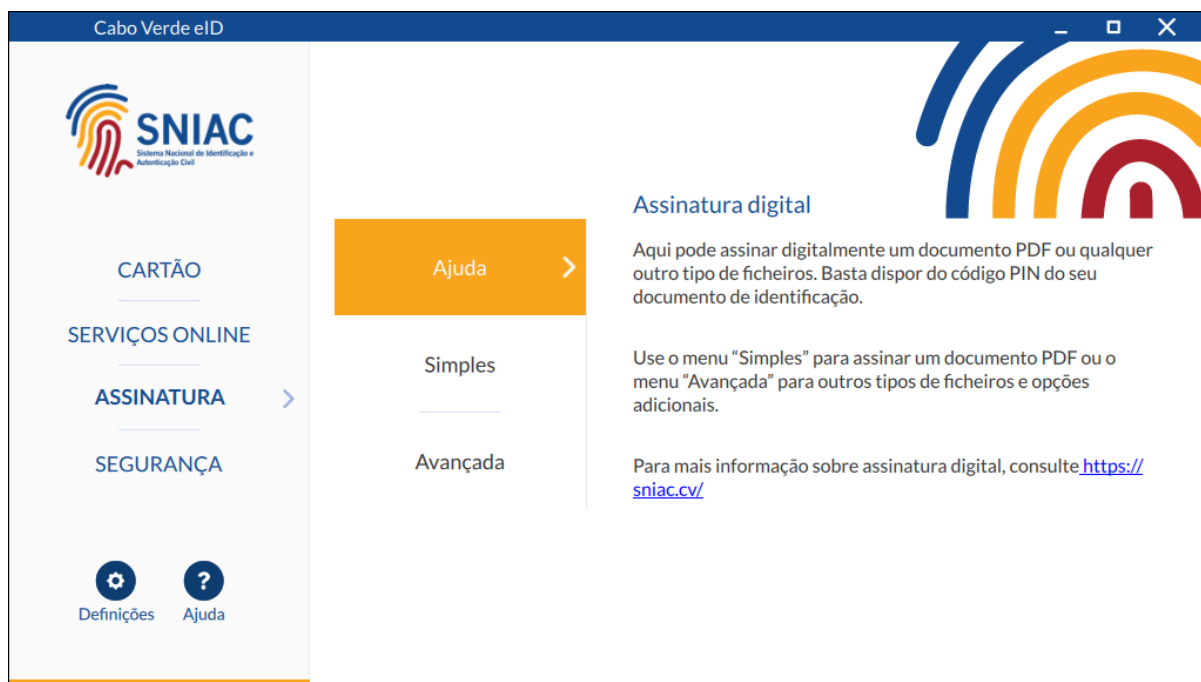 Cabo Verde eID
SNIAC
Sistema Nacional de Identificação e
Autenticação Civil
CARTÃO
SERVIÇOS ONLINE
ASSINATURA
SEGURANÇA
Definições
Ajuda
Ajuda
Simples
Avançada
Assinatura digital
Aqui pode assinar digitalmente um documento PDF ou qualquer
outro tipo de ficheiros. Basta dispor do código PIN do seu
documento de identificação.
Use o menu “Simples” para assinar um documento PDF ou o
menu “Avançada” para outros tipos de ficheiros e opções
adicionais.
Para mais informação sobre assinatura digital, consulte https://
sniac.cv/